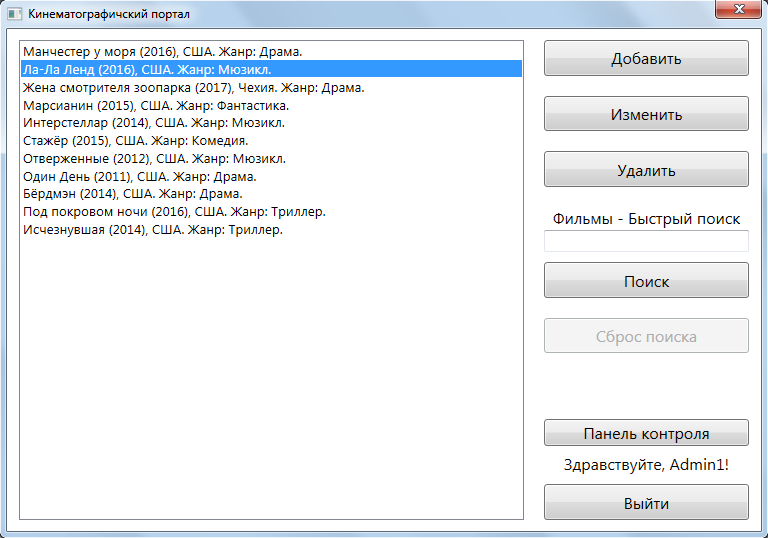 Кинематографичский портал
Манчестер у моря (2016), США. Жанр: Драма.
Ла-Ла Ленд (2016), США. Жанр: Мюзикл.
Жена смотрителя зоопарка (2017), Чехия. Жанр: Драма.
Марсианин (2015), США. Жанр: Фантастика.
Интерстеллар (2014), США. Жанр: Мюзикл.
Стажёр (2015), США. Жанр: Комедия.
Отверженные (2012), США. Жанр: Мюзикл.
Один День (2011), США. Жанр: Драма.
Бёрдмэн (2014), США. Жанр: Драма.
Под покровом ночи (2016), США. Жанр: Триллер.
Исчезнувшая (2014), США. Жанр: Триллер.
Добавить
Изменить
Удалить
Фильмы - Быстрый поиск
Поиск
Сброс поиска
Панель контроля
Здравствуйте, Admin1!
Выйти